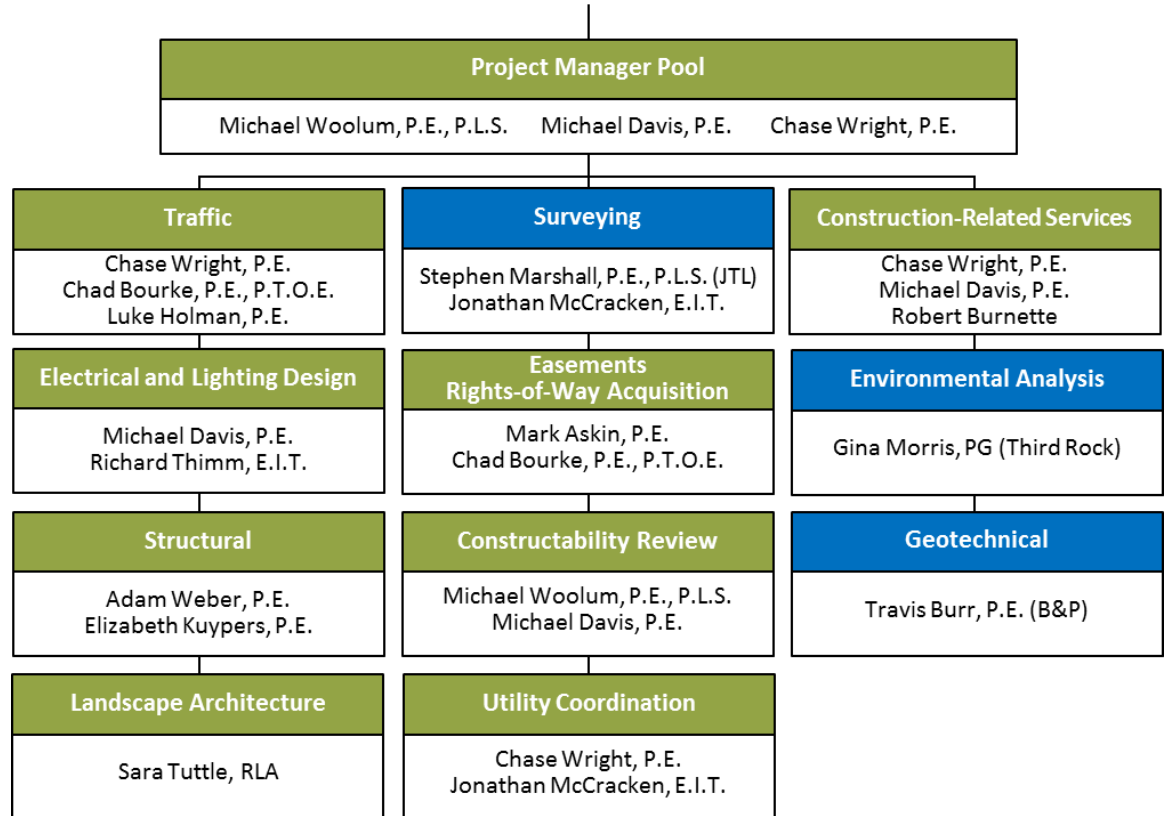 Project Manager Pool
Michael Woolum, P.E., P.L.S. Michael Davis, P.E. Chase Wright, P.E.
Traffic
Chase Wright, P.E.
Chad Bourke, P.E., P.T.O.E.
Luke Holman, P.E.
Surveying
Stephen Marshall, P.E., P.L.S. (JTL)
Jonathan McCracken, E.I.T.
Construction-Related Services
Chase Wright, P.E.
Michael Davis, P.E.
Robert Burnette
Electrical and Lighting Design
Michael Davis, P.E.
Richard Thimm, E.I.T.
Easements
Rights-of-Way Acquisition
Mark Askin, P.E.
Chad Bourke, P.E., P.T.O.E.
Environmental Analysis
Gina Morris, PG (Third Rock)
Structural
Adam Weber, P.E.
Elizabeth Kuypers, P.E.
Constructability Review
Michael Woolum, P.E., P.L.S.
Michael Davis, P.E.
Geotechnical
Travis Burr, P.E. (B&P)
Landscape Architecture
Sara Tuttle, RLA
Utility Coordination
Chase Wright, P.E.
Jonathan McCracken, E.I.T.